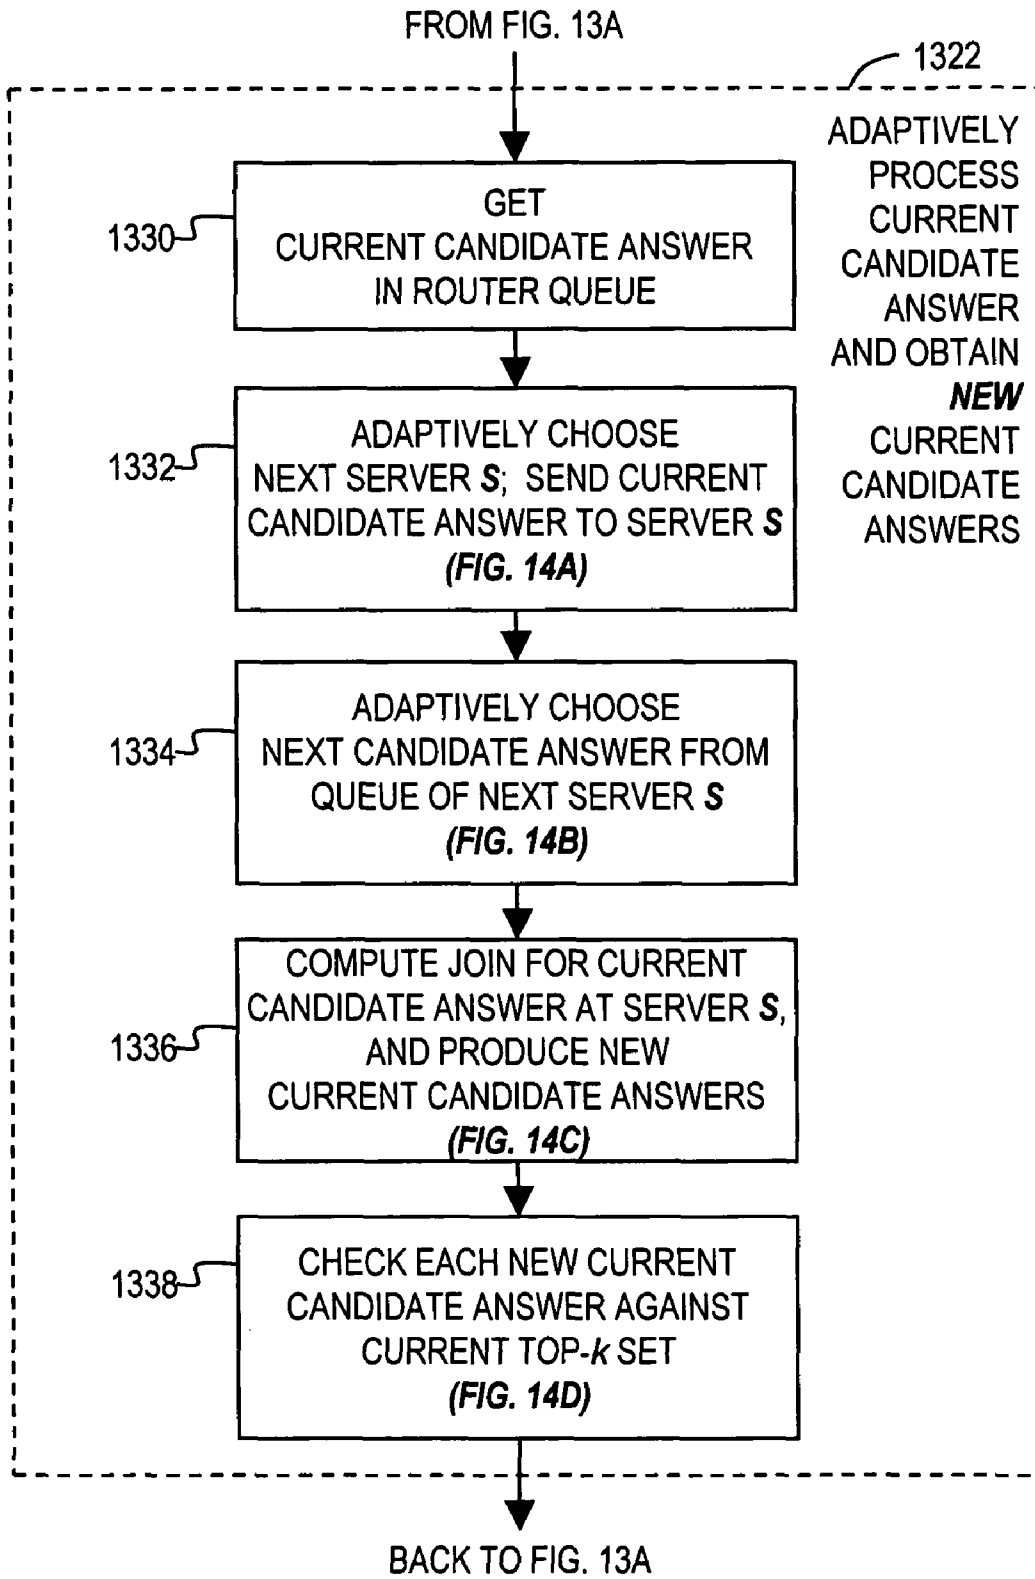 FROM FIG. 13A
1322
ADAPTIVELY
PROCESS
CURRENT
CANDIDATE
ANSWER
AND OBTAIN
NEW
CURRENT
CANDIDATE
ANSWERS
1330
GET
CURRENT CANDIDATE ANSWER
IN ROUTER QUEUE
1332
ADAPTIVELY CHOOSE
NEXT SERVER S; SEND CURRENT
CANDIDATE ANSWER TO SERVER S
(FIG. 14A)
1334
ADAPTIVELY CHOOSE
NEXT CANDIDATE ANSWER FROM
QUEUE OF NEXT SERVER S
(FIG. 14B)
1336
COMPUTE JOIN FOR CURRENT
CANDIDATE ANSWER AT SERVER S,
AND PRODUCE NEW
CURRENT CANDIDATE ANSWERS
(FIG. 14C)
1338
CHECK EACH NEW CURRENT
CANDIDATE ANSWER AGAINST
CURRENT TOP-k SET
(FIG. 14D)
BACK TO FIG. 13A